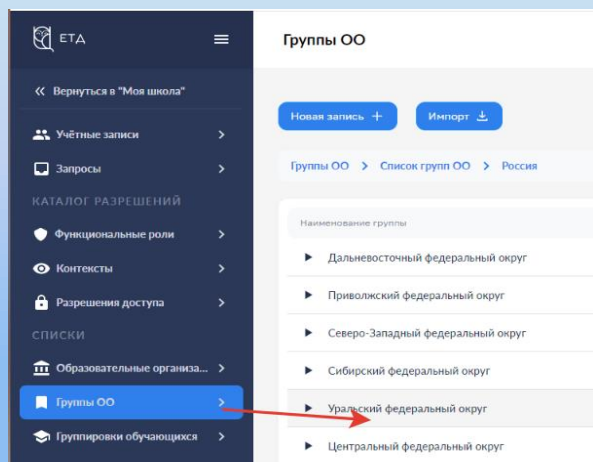 ЕТД
Группы ОО
Вернуться в "Моя школа"
Новая запись +
Импорт
Учётные записи
Запросы
Группы ОО > Список групп ОО > Россия
КАТАЛОГ РАЗРЕШЕНИЙ
Функциональные роли
Контексты
Разрешения доступа
СПИСКИ
Образовательные организа...
Группы ОО
Группировки обучающихся
Наименование группы
Дальневосточный федеральный округ
Приволжский федеральный округ
Северо-Западный федеральный округ
Сибирский федеральный округ
Уральский федеральный округ
Центральный федеральный округ